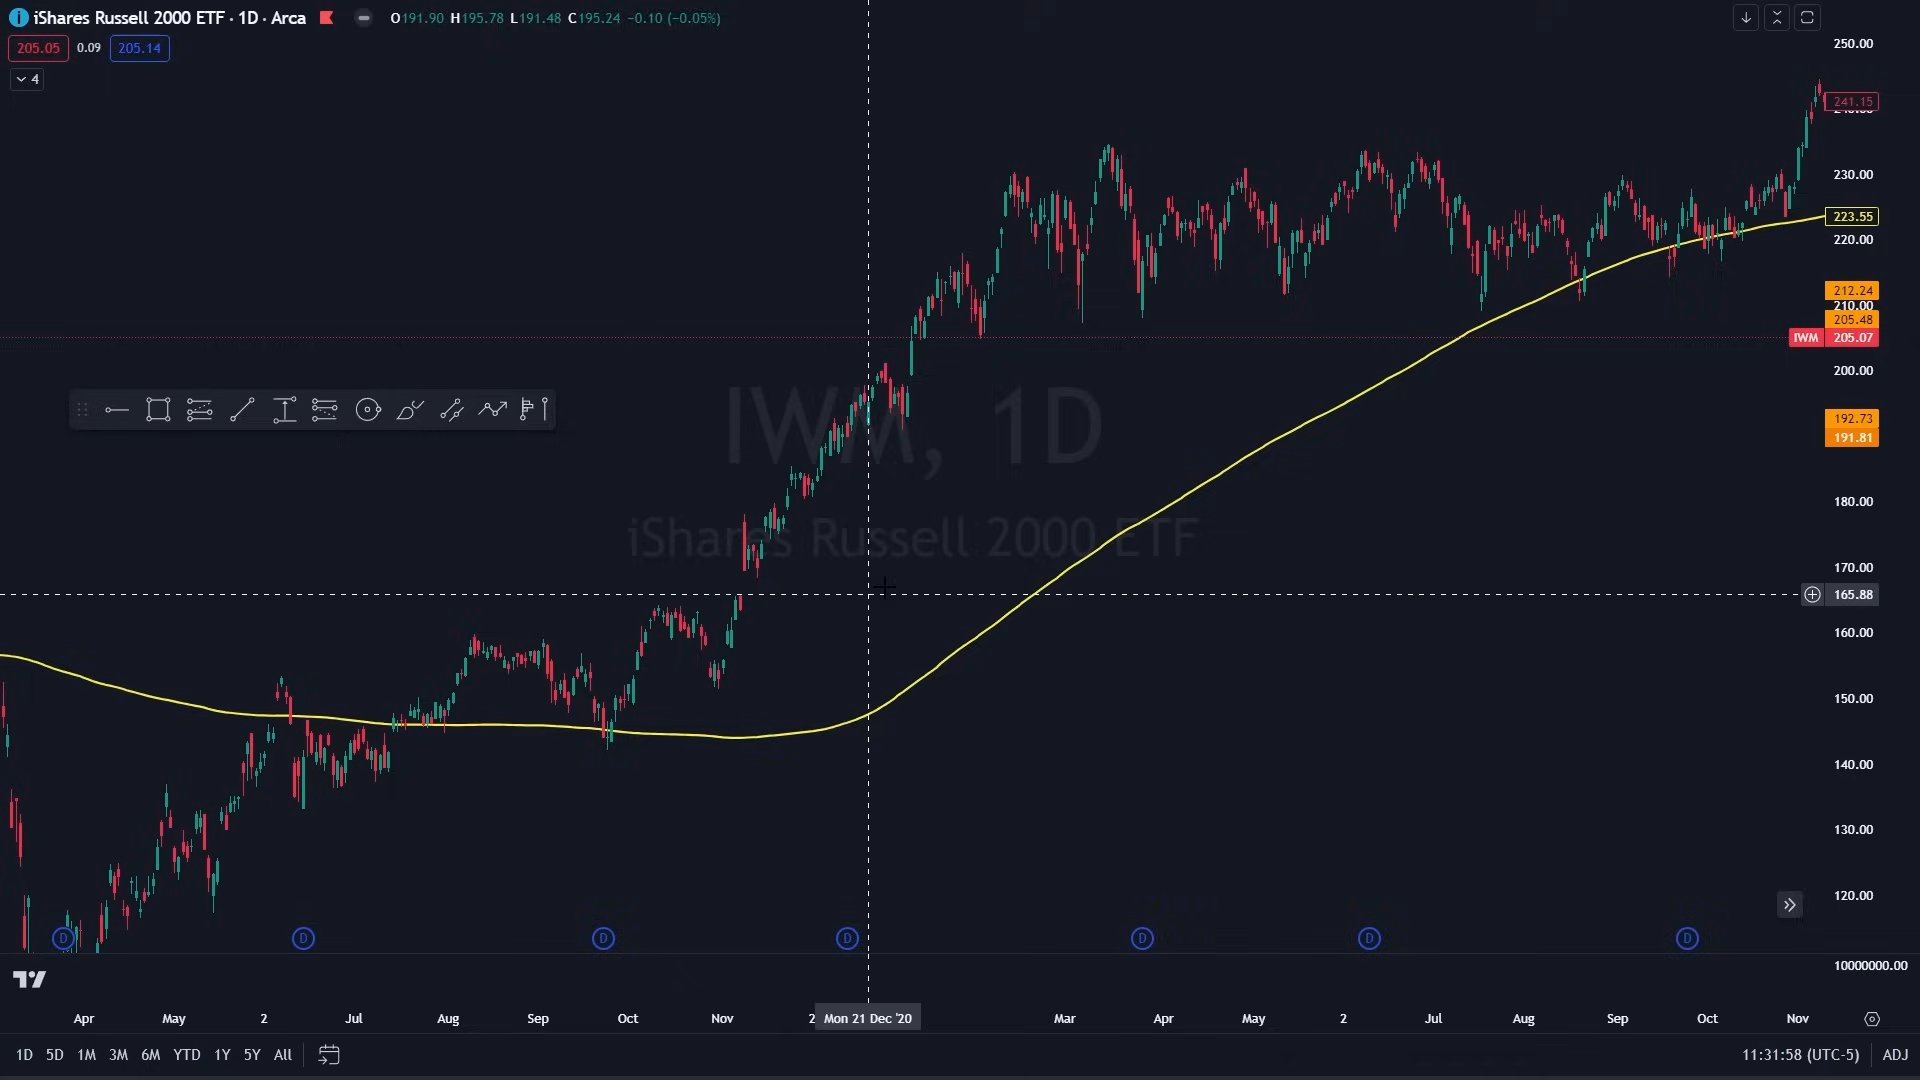 iShares Russell 2000 ETF · 1D · Arca O191.90 H195.78 L191.48 C195.24 −0.10 (−0.05%)
205.05 0.09 205.14
4
250.00
241.15
230.00
223.55
220.00
212.24
210.00
205.48
IWM 205.07
200.00
192.73
191.81
IWM, 1D
iShares Russell 2000 ETF
180.00
170.00
165.88
160.00
150.00
140.00
130.00
120.00
D D D D D D D
10000000.00
Apr May 2 Jul Aug Sep Oct Nov 2 Mon 21 Dec '20 Mar Apr May 2 Jul Aug Sep Oct Nov
1D 5D 1M 3M 6M YTD 1Y 5Y All 11:31:58 (UTC-5) ADJ